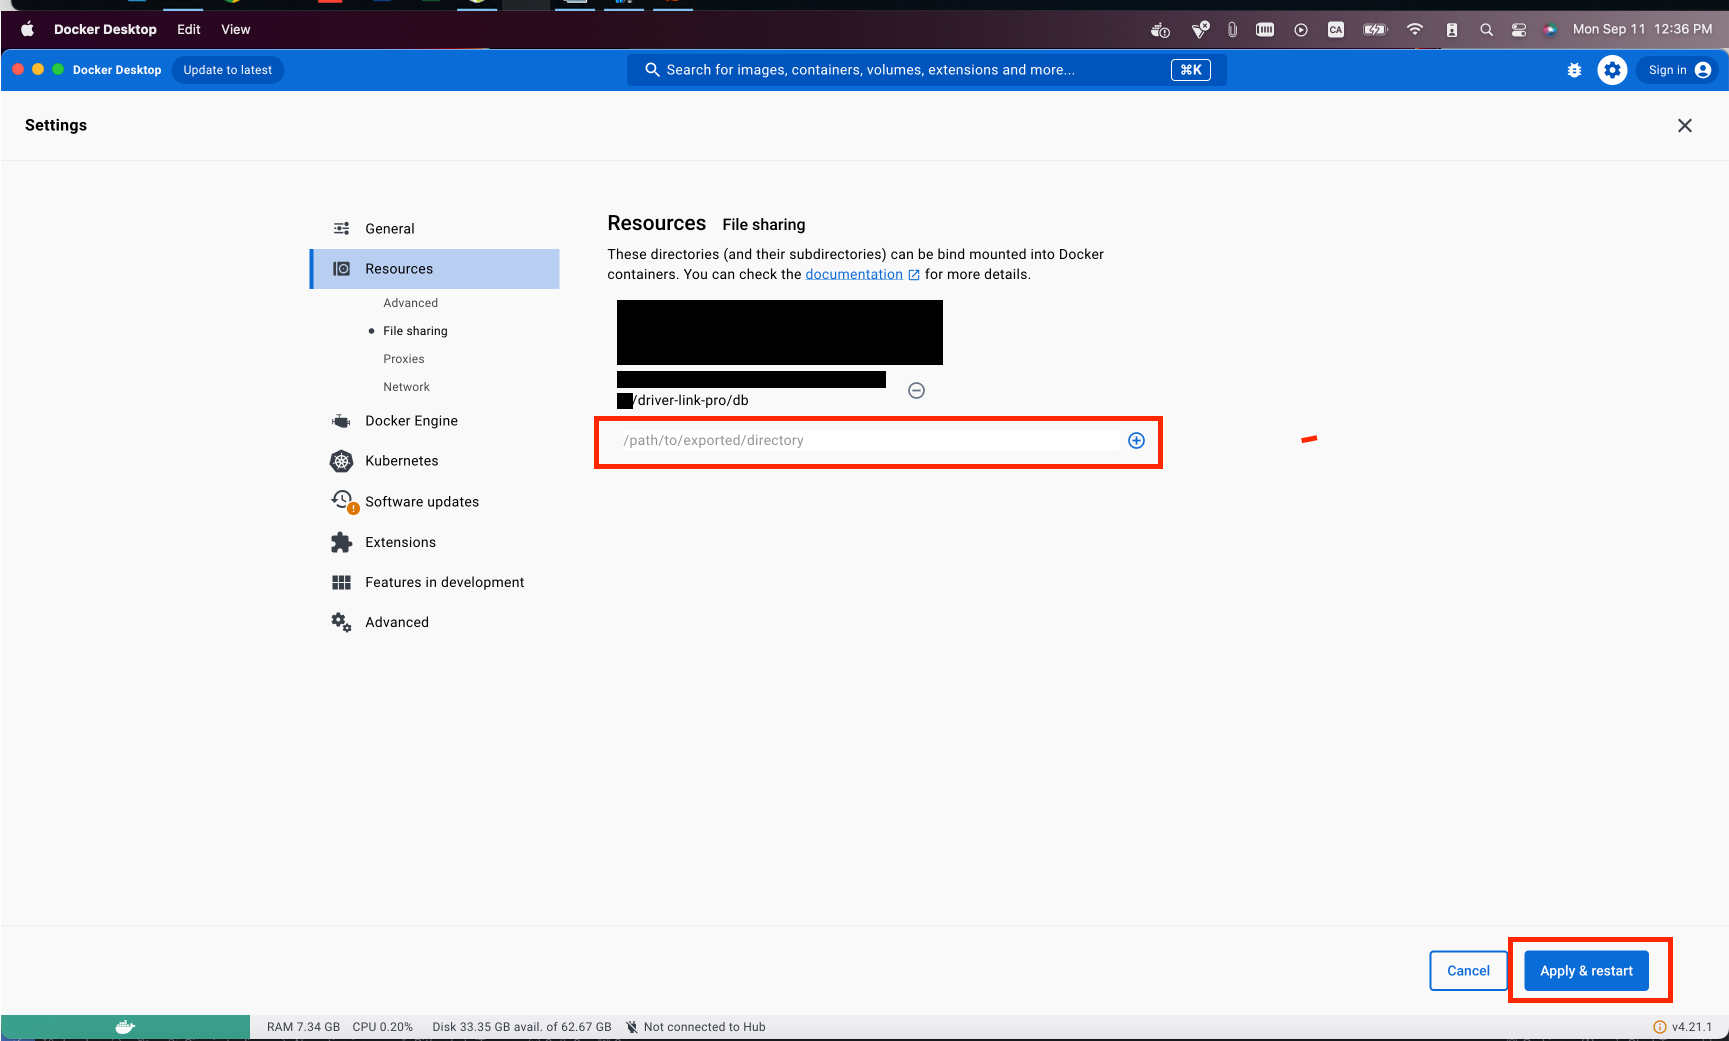 Docker Desktop Edit View
CA Mon Sep 11 12:36 PM
Docker Desktop Update to latest Search for images, containers, volumes, extensions and more... ⌘K Sign in
Settings
General
Resources
Advanced
File sharing
Proxies
Network
Docker Engine
Kubernetes
Software updates
Extensions
Features in development
Advanced
Resources File sharing
These directories (and their subdirectories) can be bind mounted into Docker
containers. You can check the documentation for more details.
/driver-link-pro/db
/path/to/exported/directory
Cancel Apply & restart
RAM 7.34 GB CPU 0.20% Disk 33.35 GB avail. of 62.67 GB Not connected to Hub v4.21.1